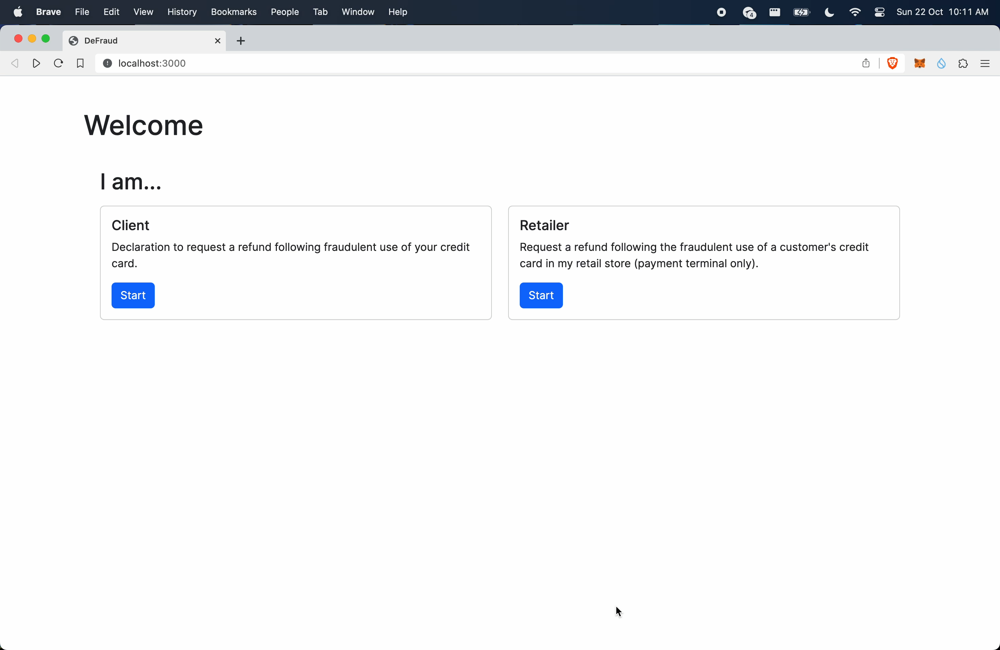 Brave File Edit View History Bookmarks People Tab Window Help 4 Sun 22 Oct 10:11 AM
DeFraud
localhost:3000
Welcome
I am...
Client
Declaration to request a refund following fraudulent use of your credit
card.
Start
Retailer
Request a refund following the fraudulent use of a customer's credit
card in my retail store (payment terminal only).
Start